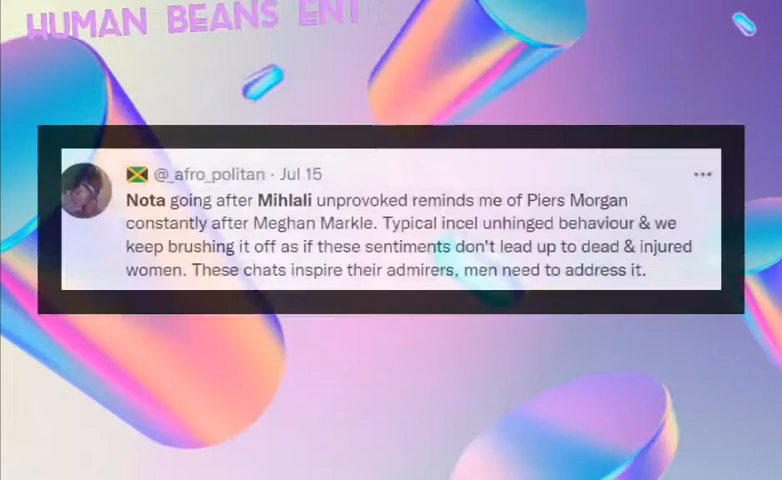 HUMAN BEANS ENT
@_afro_politan · Jul 15
Nota going after Mihlali unprovoked reminds me of Piers Morgan
constantly after Meghan Markle. Typical incel unhinged behaviour & we
keep brushing it off as if these sentiments don't lead up to dead & injured
women. These chats inspire their admirers, men need to address it.